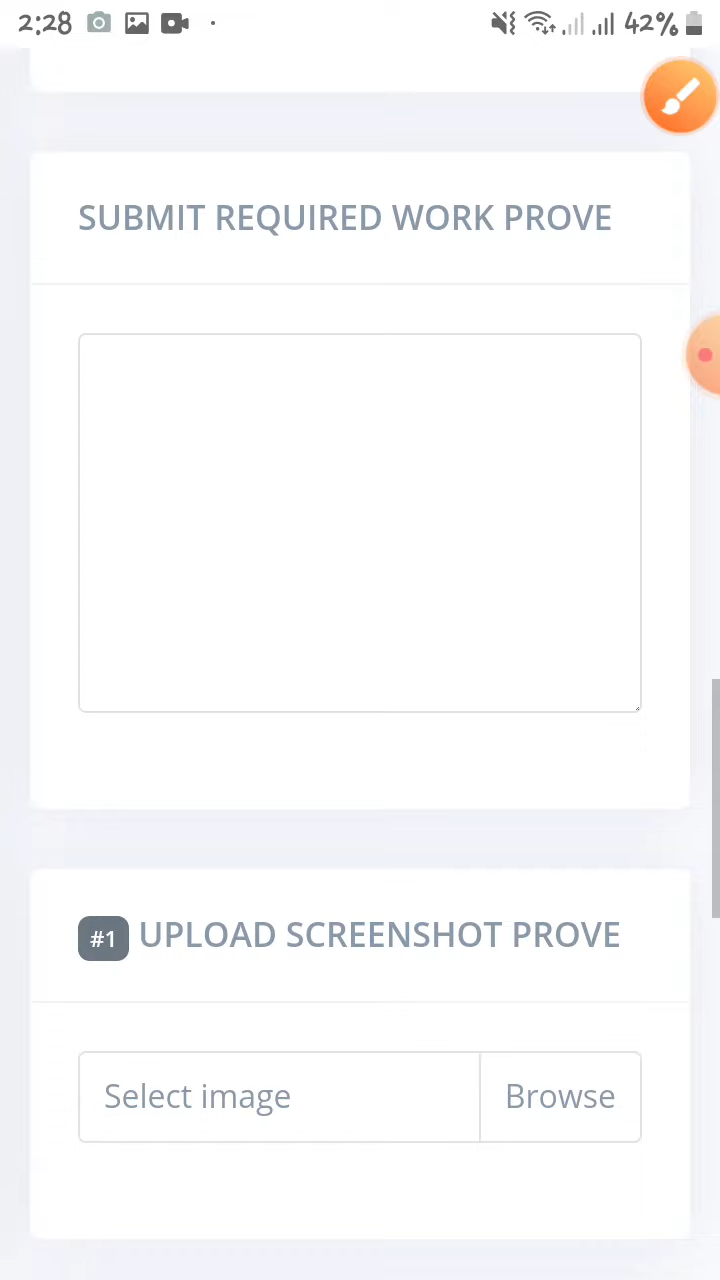 2:28 42%
SUBMIT REQUIRED WORK PROVE
#1 UPLOAD SCREENSHOT PROVE
Select image Browse